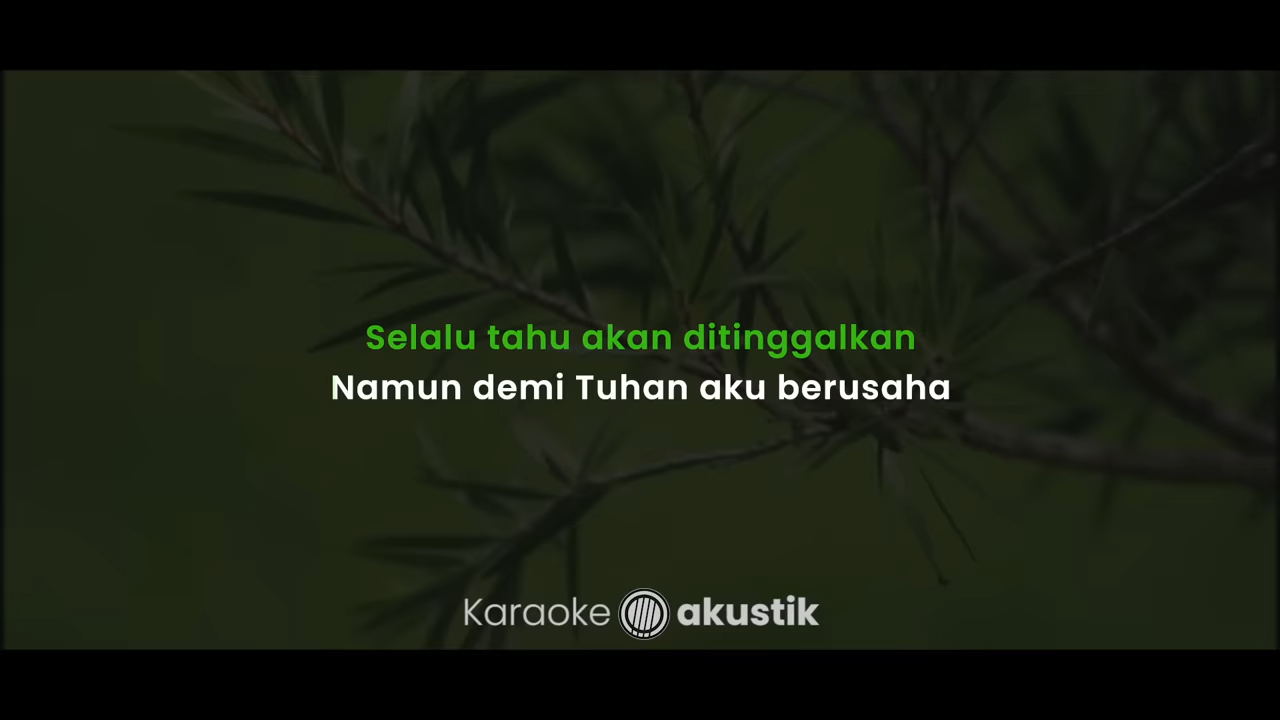 Selalu tahu akan ditinggalkan
Namun demi Tuhan aku berusaha
Karaoke akustik